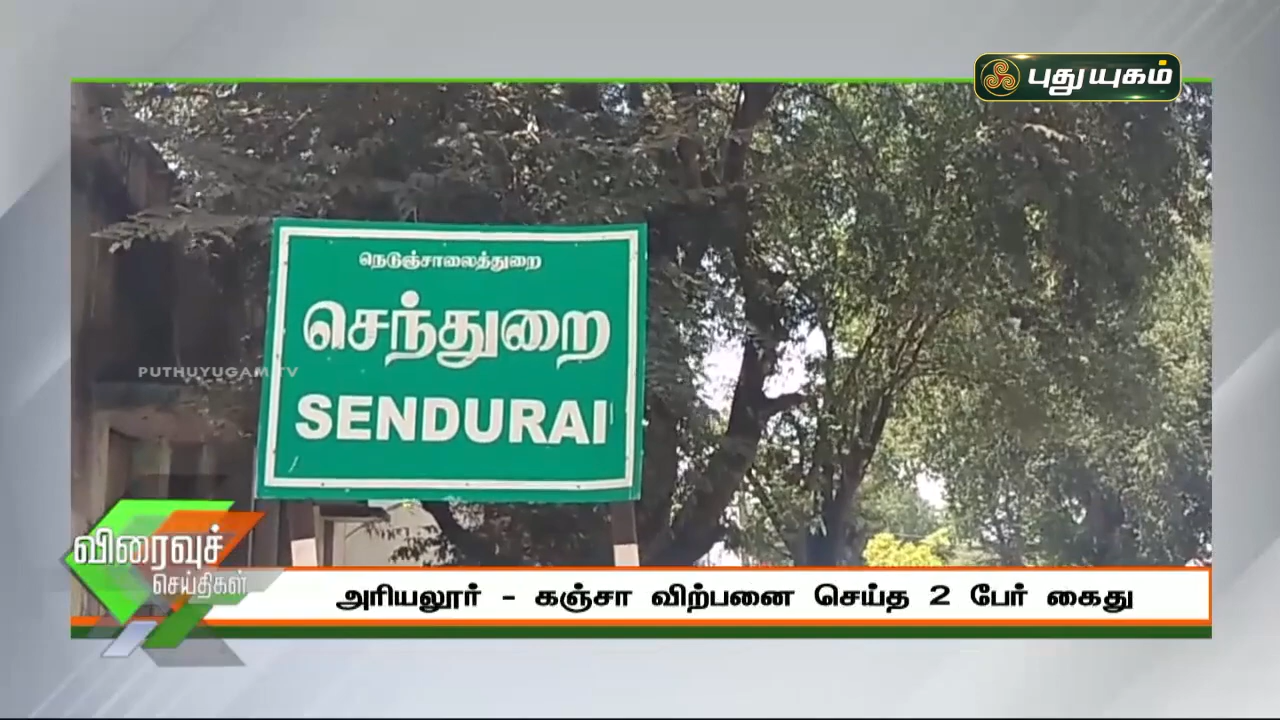 புதுயுகம்
நெடுஞ்சாலைத்துறை
செந்துறை
SENDURAI
PUTHUYUGAM TV
விரைவுச்
செய்திகள்
அரியலூர் - கஞ்சா விற்பனை செய்த 2 பேர் கைது